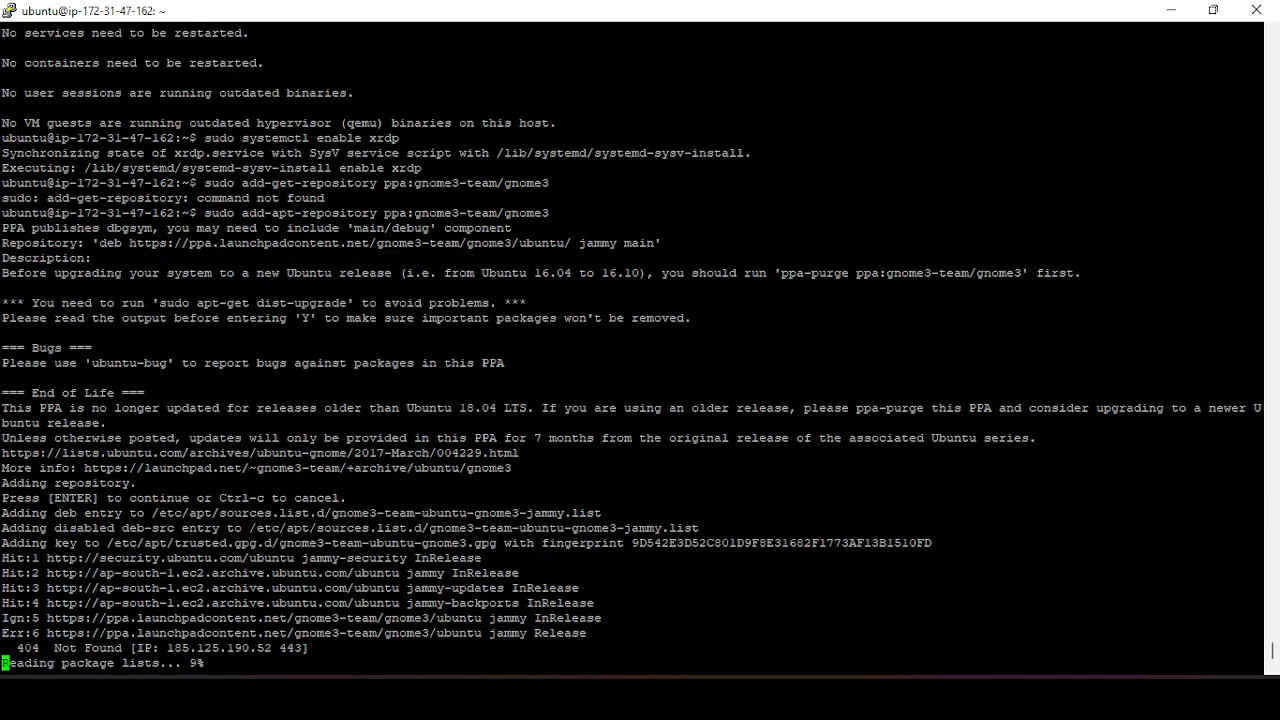 ubuntu@ip-172-31-47-162: ~
No services need to be restarted.
No containers need to be restarted.
No user sessions are running outdated binaries.
No VM guests are running outdated hypervisor (qemu) binaries on this host.
ubuntu@ip-172-31-47-162:~$ sudo systemctl enable xrdp
Synchronizing state of xrdp.service with SysV service script with /lib/systemd/systemd-sysv-install.
Executing: /lib/systemd/systemd-sysv-install enable xrdp
ubuntu@ip-172-31-47-162:~$ sudo add-get-repository ppa:gnome3-team/gnome3
sudo: add-get-repository: command not found
ubuntu@ip-172-31-47-162:~$ sudo add-apt-repository ppa:gnome3-team/gnome3
PPA publishes dbgsym, you may need to include 'main/debug' component
Repository: 'deb https://ppa.launchpadcontent.net/gnome3-team/gnome3/ubuntu/ jammy main'
Description:
Before upgrading your system to a new Ubuntu release (i.e. from Ubuntu 16.04 to 16.10), you should run 'ppa-purge ppa:gnome3-team/gnome3' first.
*** You need to run 'sudo apt-get dist-upgrade' to avoid problems. ***
Please read the output before entering 'Y' to make sure important packages won't be removed.
=== Bugs ===
Please use 'ubuntu-bug' to report bugs against packages in this PPA
=== End of Life ===
This PPA is no longer updated for releases older than Ubuntu 18.04 LTS. If you are using an older release, please ppa-purge this PPA and consider upgrading to a newer U
buntu release.
Unless otherwise posted, updates will only be provided in this PPA for 7 months from the original release of the associated Ubuntu series.
https://lists.ubuntu.com/archives/ubuntu-gnome/2017-March/004229.html
More info: https://launchpad.net/~gnome3-team/+archive/ubuntu/gnome3
Adding repository.
Press [ENTER] to continue or Ctrl-c to cancel.
Adding deb entry to /etc/apt/sources.list.d/gnome3-team-ubuntu-gnome3-jammy.list
Adding disabled deb-src entry to /etc/apt/sources.list.d/gnome3-team-ubuntu-gnome3-jammy.list
Adding key to /etc/apt/trusted.gpg.d/gnome3-team-ubuntu-gnome3.gpg with fingerprint 9D542E3D52C801D9F8E31682F1773AF13B1510FD
Hit:1 http://security.ubuntu.com/ubuntu jammy-security InRelease
Hit:2 http://ap-south-1.ec2.archive.ubuntu.com/ubuntu jammy InRelease
Hit:3 http://ap-south-1.ec2.archive.ubuntu.com/ubuntu jammy-updates InRelease
Hit:4 http://ap-south-1.ec2.archive.ubuntu.com/ubuntu jammy-backports InRelease
Ign:5 https://ppa.launchpadcontent.net/gnome3-team/gnome3/ubuntu jammy InRelease
Err:6 https://ppa.launchpadcontent.net/gnome3-team/gnome3/ubuntu jammy Release
404 Not Found [IP: 185.125.190.52 443]
Reading package lists... 9%